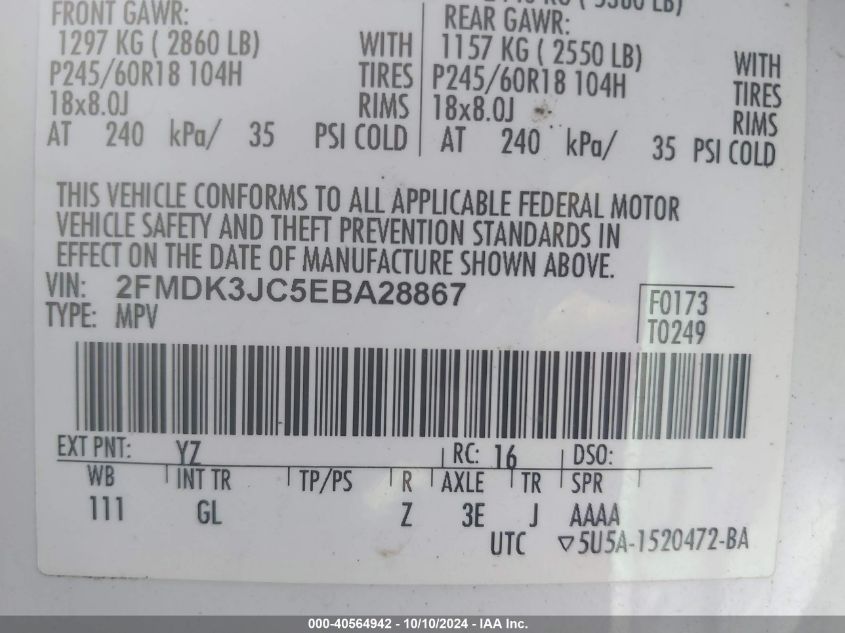 FRONT GAWR:
1297 KG ( 2860 LB) WITH
P245/60R18 104H TIRES
18x8.0J RIMS
AT 240 kPa/ 35 PSI COLD
REAR GAWR:
1157 KG ( 2550 LB) WITH
P245/60R18 104H TIRES
18x8.0J RIMS
AT 240 kPa/ 35 PSI COLD
THIS VEHICLE CONFORMS TO ALL APPLICABLE FEDERAL MOTOR
VEHICLE SAFETY AND THEFT PREVENTION STANDARDS IN
EFFECT ON THE DATE OF MANUFACTURE SHOWN ABOVE.
VIN: 2FMDK3JC5EBA28867
TYPE: MPV
F0173
T0249
EXT PNT: YZ RC: 16 DSO:
WB INT TR TP/PS R AXLE TR SPR
111 GL Z 3E J AAAA
UTC ▽5U5A-1520472-BA
000-40564942 - 10/10/2024 - IAA Inc.